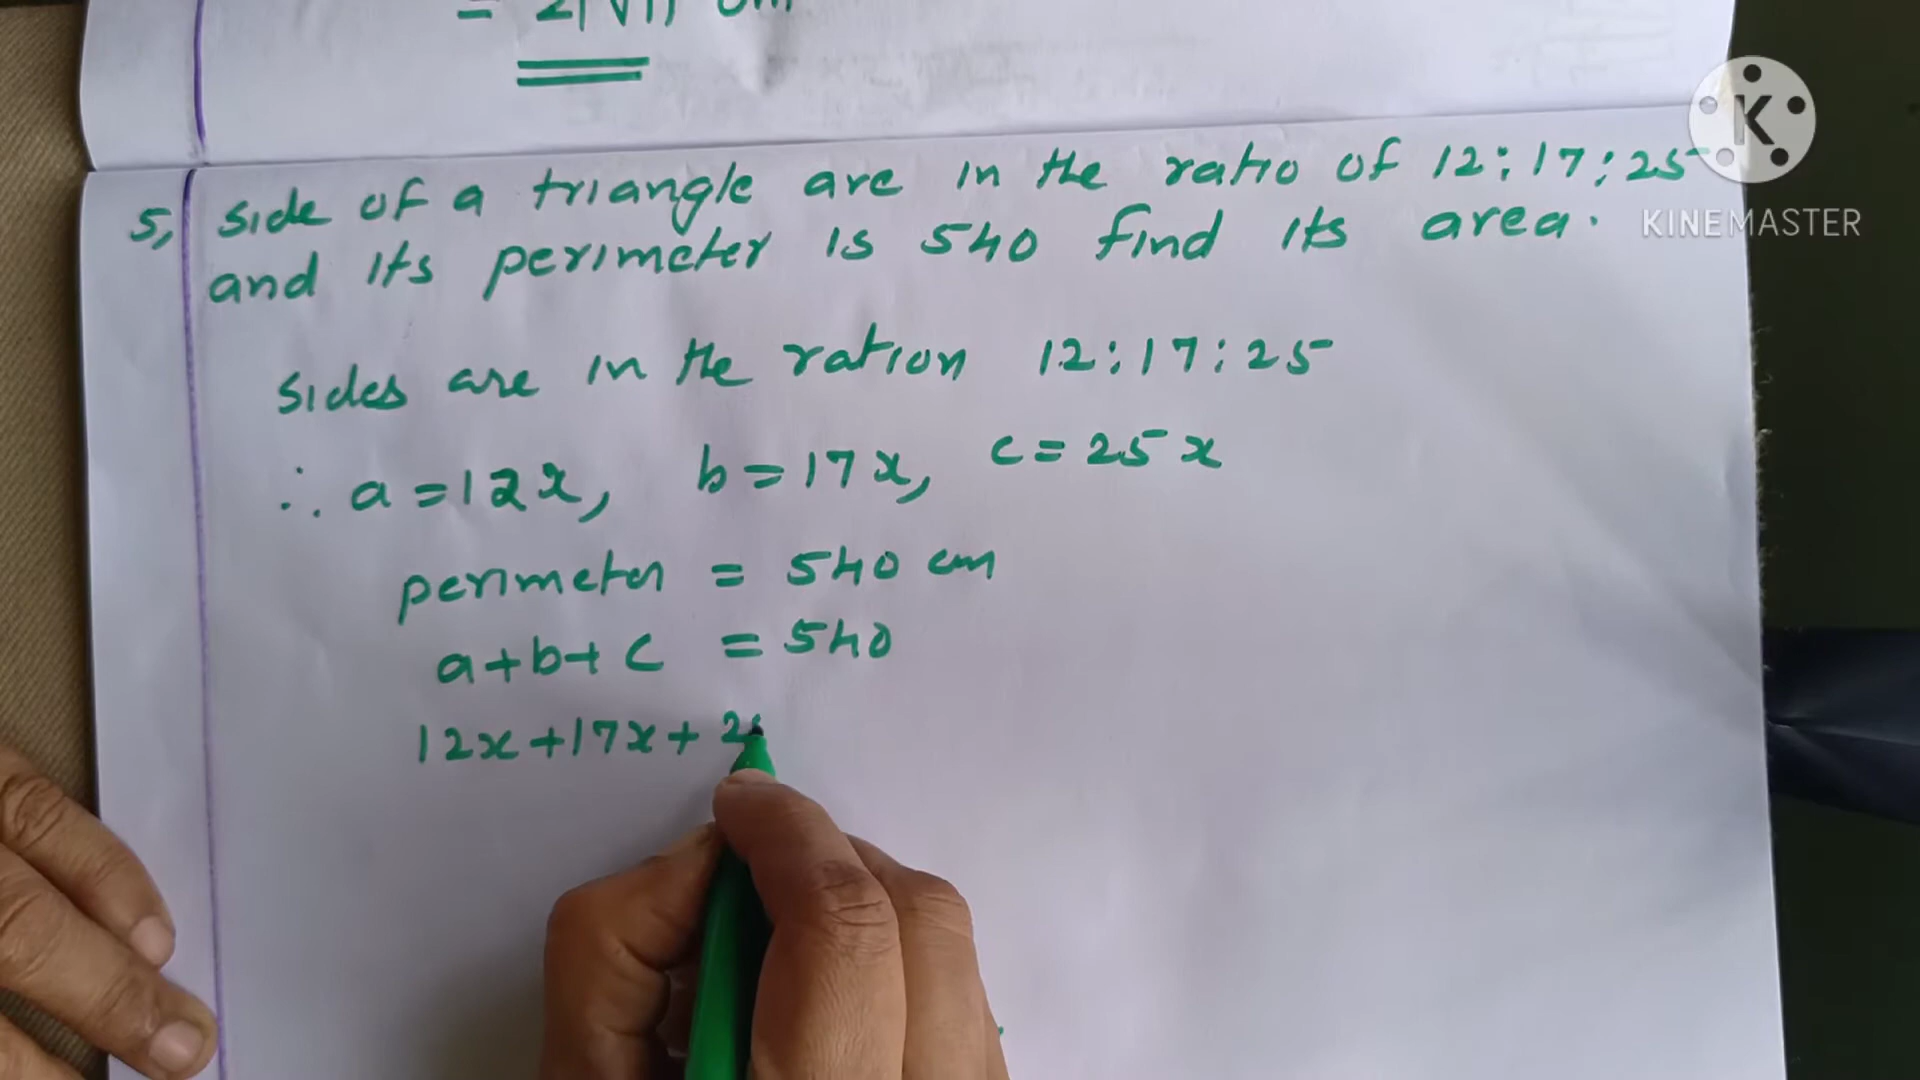 5, side of a triangle are in the ratio of 12:17:25
and its perimeter is 540 find its area.
sides are in the ration 12:17:25
∴ a=12x, b=17x, c=25x
perimeter = 540 cm
a+b+c = 540
12x+17x+2
K
KINEMASTER